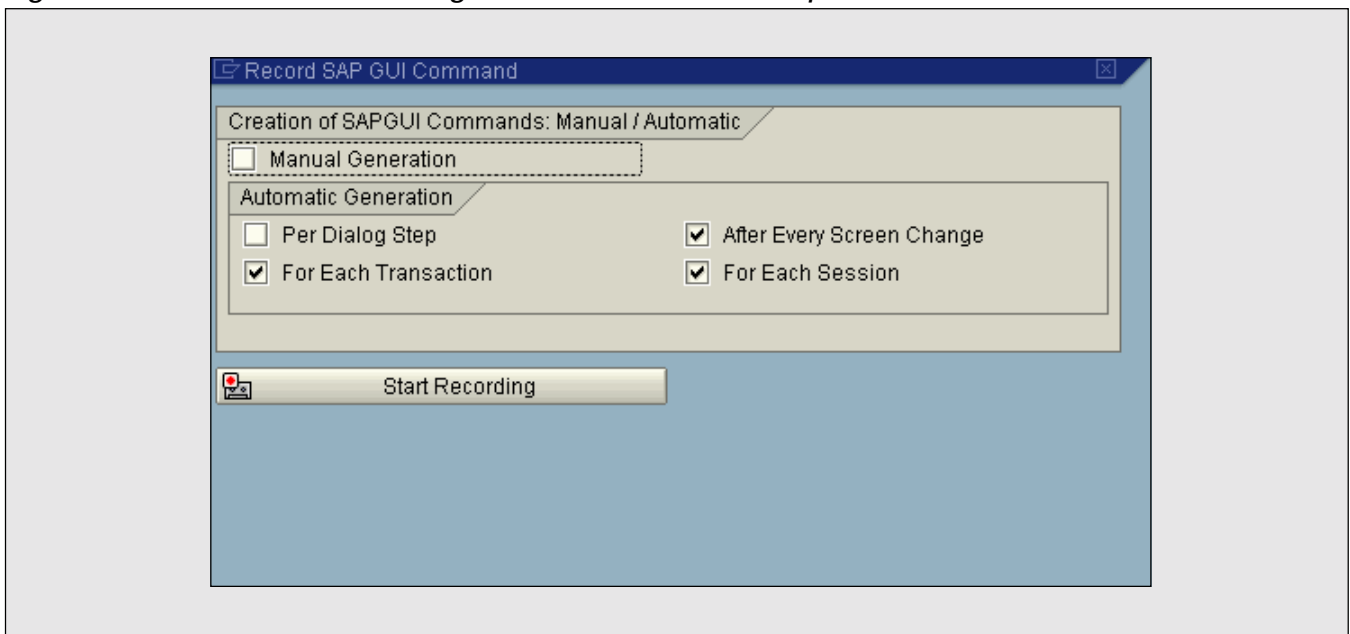 Record SAP GUI Command
Creation of SAPGUI Commands: Manual / Automatic
Manual Generation
Automatic Generation
Per Dialog Step After Every Screen Change
For Each Transaction For Each Session
Start Recording